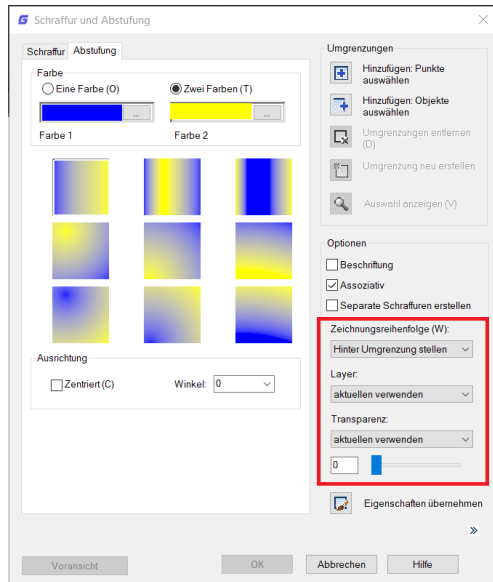 Schraffur und Abstufung
Schraffur
Abstufung
Farbe
Eine Farbe (O)
Zwei Farben (T)
...
...
Farbe 1
Farbe 2
Ausrichtung
Zentriert (C)
Winkel:
0
Umgrenzungen
Hinzufügen: Punkte
auswählen
Hinzufügen: Objekte
auswählen
Umgrenzungen entfernen
(D)
Umgrenzung neu erstellen
Auswahl anzeigen (V)
Optionen
Beschriftung
Assoziativ
Separate Schraffuren erstellen
Zeichnungsreihenfolge (W):
Hinter Umgrenzung stellen
Layer:
aktuellen verwenden
Transparenz:
aktuellen verwenden
0
Eigenschaften übernehmen
Voransicht
OK
Abbrechen
Hilfe